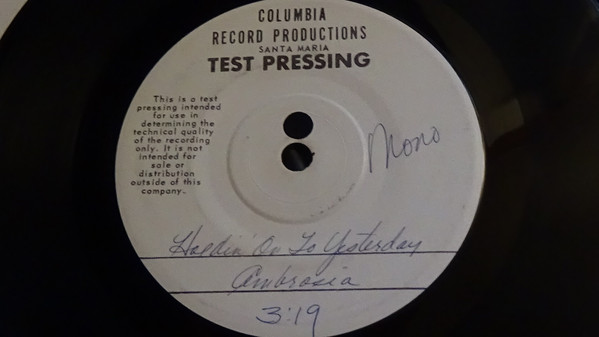 COLUMBIA
RECORD PRODUCTIONS
SANTA MARIA
TEST PRESSING
This is a test
pressing intended
for use in
determining the
technical quality
of the recording
only. It is not
intended for
sale or
distribution
outside of this
company.
Mono
Holdin' On To Yesterday
Ambrosia
3:19